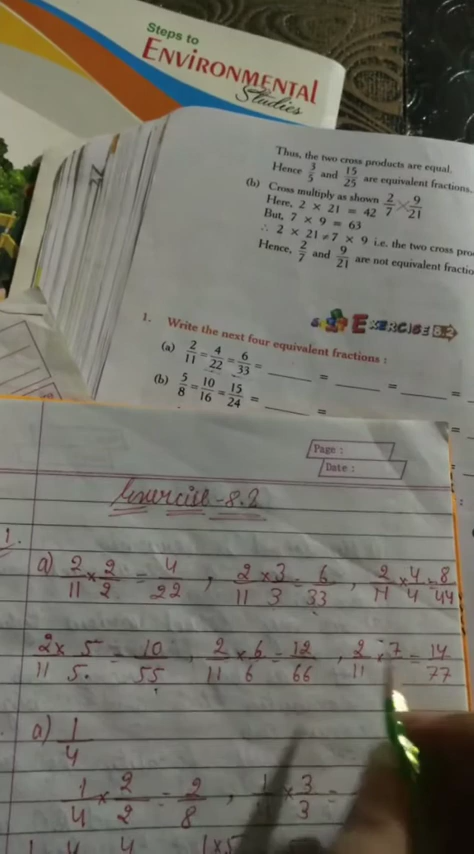 Steps to
ENVIRONMENTAL
Studies
Thus, the two cross products are equal.
Hence 3/5 and 15/25 are equivalent fractions.
(b) Cross multiply as shown 2/7 × 9/21
Here, 2 × 21 = 42
But, 7 × 9 = 63
∴ 2 × 21 ≠ 7 × 9 i.e. the two cross
Hence, 2/7 and 9/21 are not equivalent
EXERCISE 8.2
1. Write the next four equivalent fractions :
(a) 2/11 = 4/22 = 6/33 = ____ = ____ = ____ =
(b) 5/8 = 10/16 = 15/24 = ____ =
Page :
Date :
Exercise-8.2
1.
a) 2/11 × 2/2 = 4/22 , 2/11 × 3/3 = 6/33 , 2/11 × 4/4 = 8/44
2/11 × 5/5 = 10/55 , 2/11 × 6/6 = 12/66 , 2/11 × 7 = 14/77
a) 1/4
1/4 × 2/2 = 2/8 , × 3/3 =